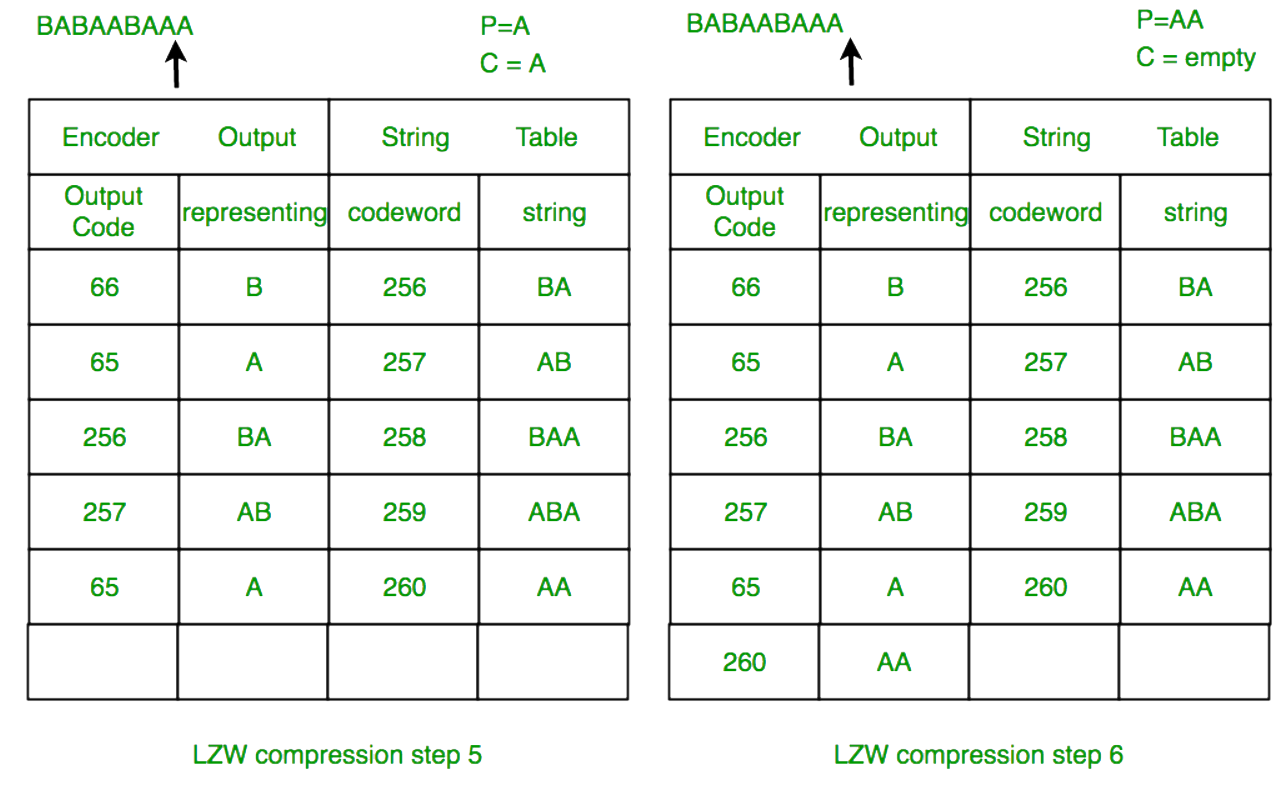 BABAABAAA
P=A
C = A
Encoder Output String Table
Output Code representing codeword string
66 B 256 BA
65 A 257 AB
256 BA 258 BAA
257 AB 259 ABA
65 A 260 AA
LZW compression step 5
BABAABAAA
P=AA
C = empty
Encoder Output String Table
Output Code representing codeword string
66 B 256 BA
65 A 257 AB
256 BA 258 BAA
257 AB 259 ABA
65 A 260 AA
260 AA
LZW compression step 6